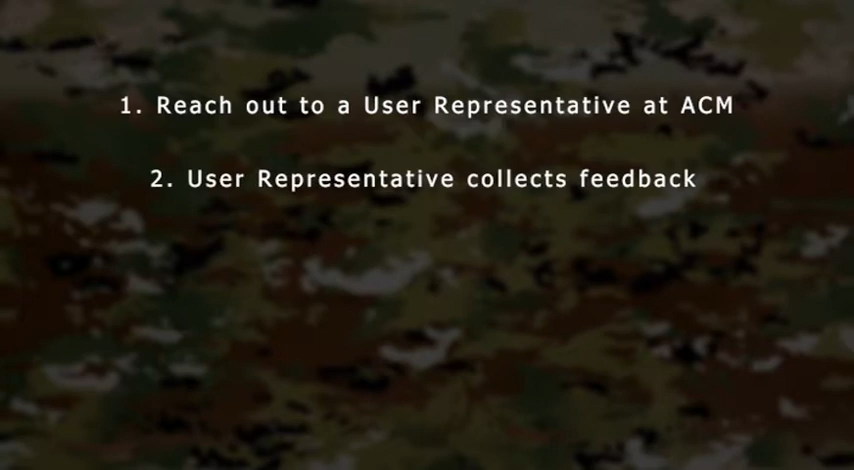 1. Reach out to a User Representative at ACM
2. User Representative collects feedback